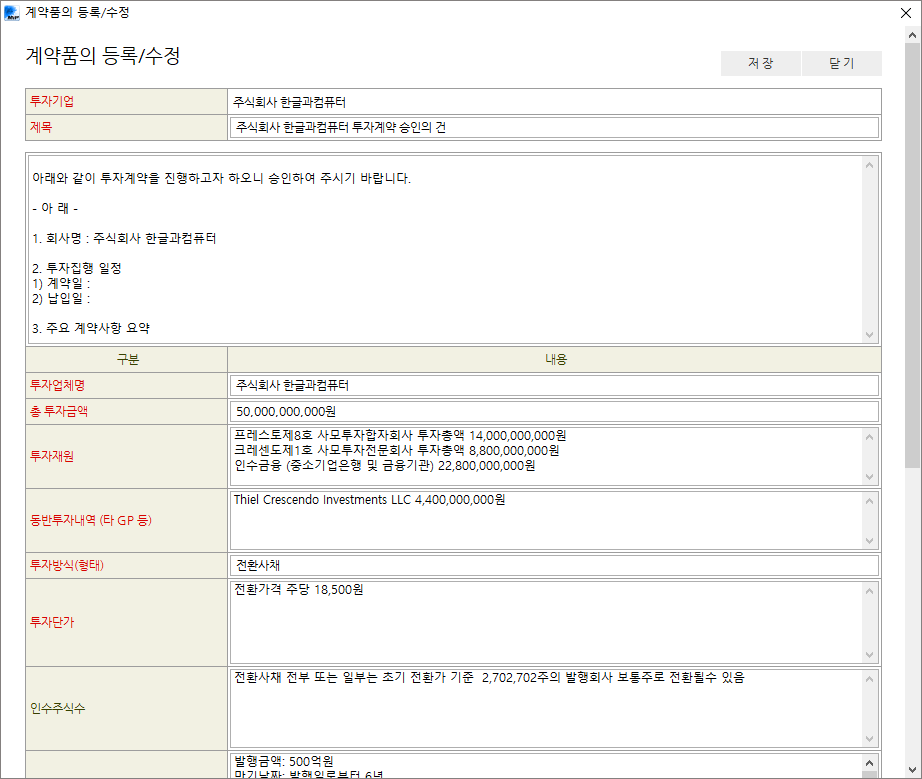 계약품의 등록/수정
계약품의 등록/수정
저 장
닫 기
투자기업 주식회사 한글과컴퓨터
제목 주식회사 한글과컴퓨터 투자계약 승인의 건
아래와 같이 투자계약을 진행하고자 하오니 승인하여 주시기 바랍니다.
- 아 래 -
1. 회사명 : 주식회사 한글과컴퓨터
2. 투자집행 일정
1) 계약일 :
2) 납입일 :
3. 주요 계약사항 요약
구분 내용
투자업체명 주식회사 한글과컴퓨터
총 투자금액 50,000,000,000원
투자재원
프레스토제8호 사모투자합자회사 투자총액 14,000,000,000원
크레센도제1호 사모투자전문회사 투자총액 8,800,000,000원
인수금융 (중소기업은행 및 금융기관) 22,800,000,000원
동반투자내역 (타 GP 등)
Thiel Crescendo Investments LLC 4,400,000,000원
투자방식(형태) 전환사채
투자단가
전환가격 주당 18,500원
인수주식수
전환사채 전부 또는 일부는 초기 전환가 기준 2,702,702주의 발행회사 보통주로 전환될수 있음
발행금액: 500억원
만기날짜: 발행일로부터 6년